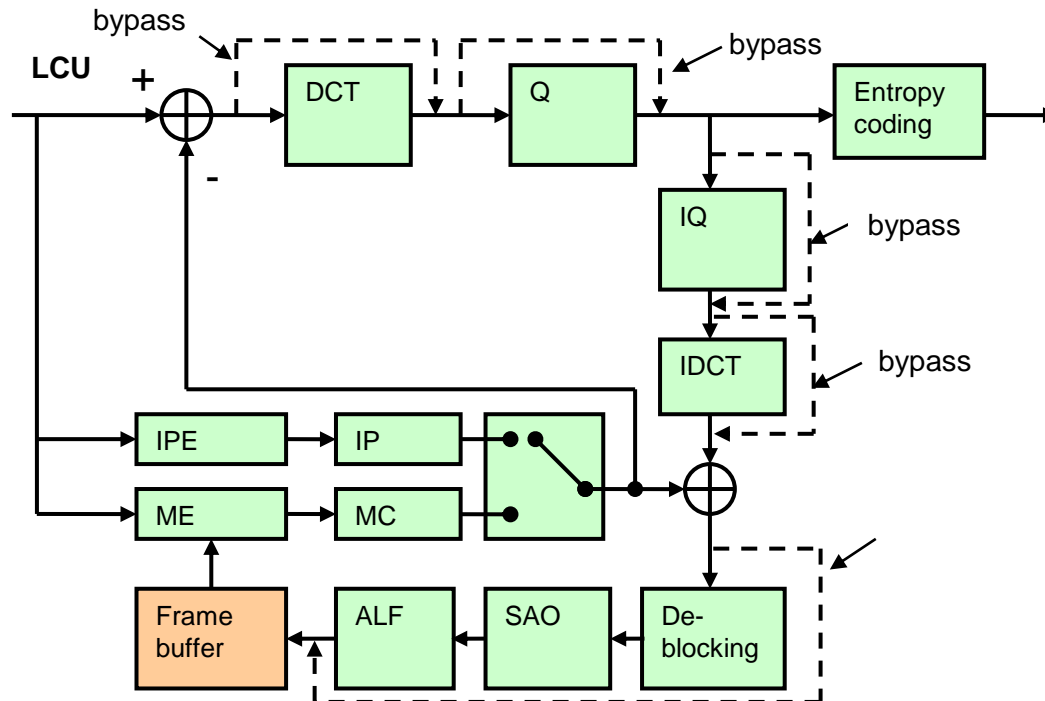 bypass
bypass
LCU
+
DCT
Q
Entropy
coding
-
IQ
bypass
IDCT
bypass
IPE
IP
ME
MC
Frame
buffer
ALF
SAO
De-
blocking